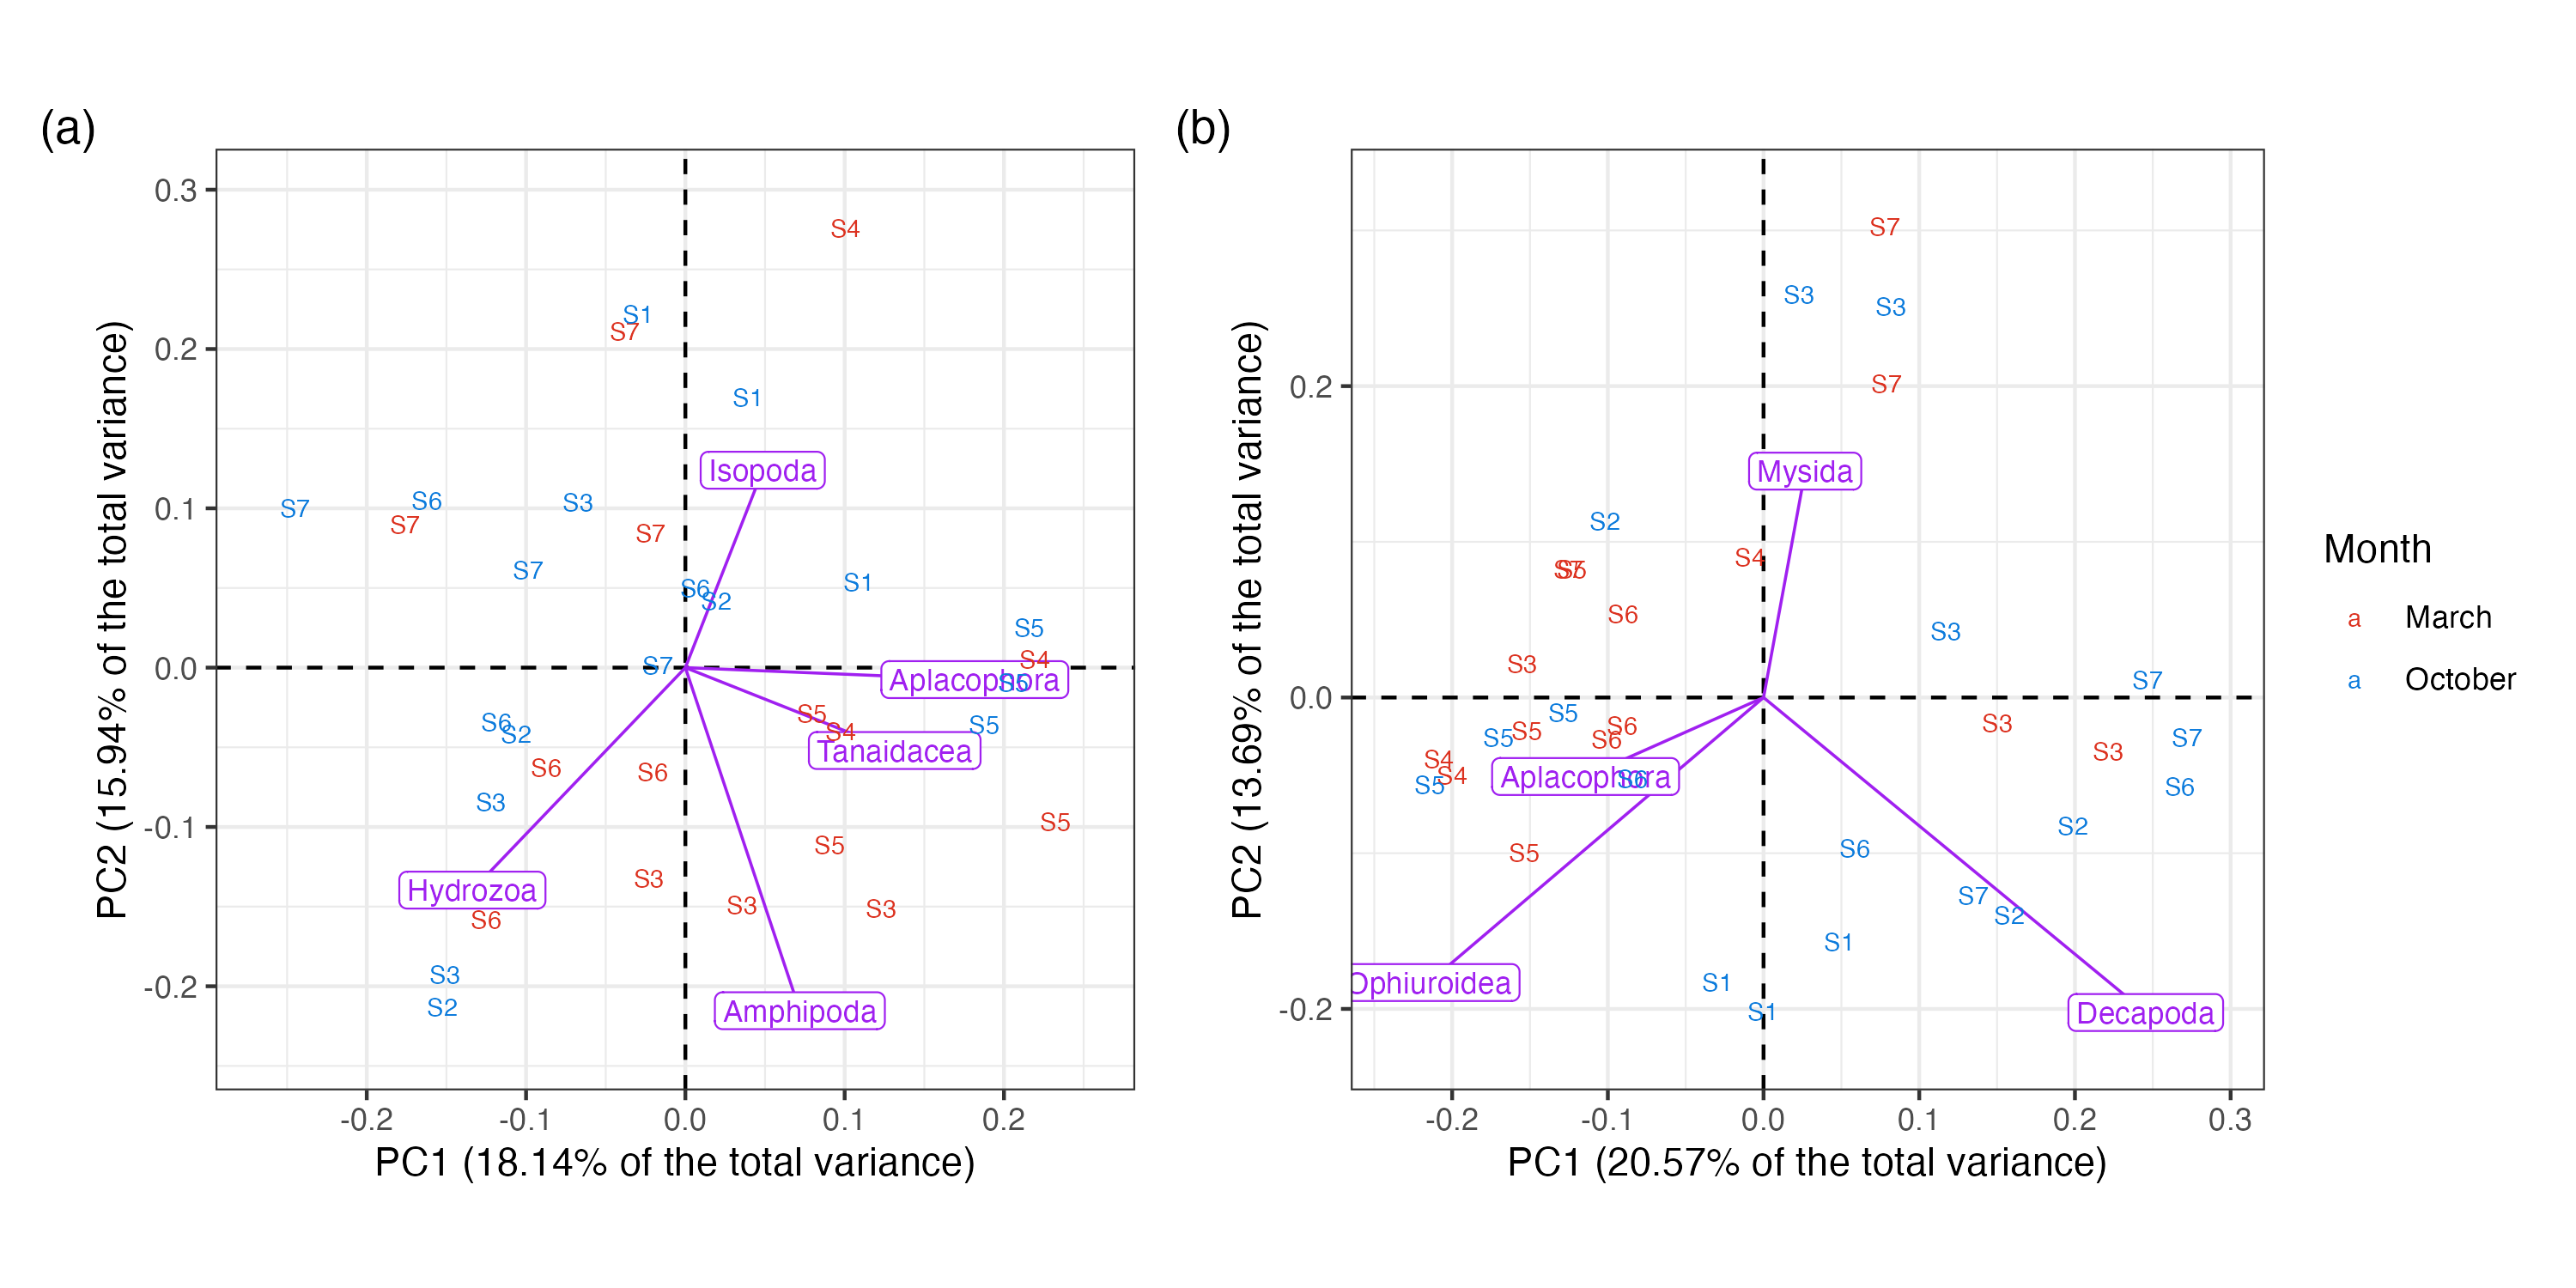 (a)
PC2 (15.94% of the total variance)
0.3
0.2
0.1
0.0
-0.1
-0.2
S4
S1
S7
S1
Isopoda
S7
S6
S3
S7
S7
S7
S6
S2
S1
S5
S7
S4
Aplacophora
S5
S5
S4
S5
S6
S2
Tanaidacea
S6
S6
S3
S5
S5
Hydrozoa
S3
S3
S3
S6
S3
S2
Amphipoda
-0.2
-0.1
0.0
0.1
0.2
PC1 (18.14% of the total variance)
(b)
PC2 (13.69% of the total variance)
0.2
0.0
-0.2
S7
S3
S3
S7
Mysida
S2
S4
S7
S5
S6
S3
S3
S7
S5
S5
S5
S6
S6
S3
S3
S7
S4
S4
S5
Aplacophora
S6
S6
S2
S5
S6
S7
S2
S1
Ophiuroidea
S1
S1
Decapoda
-0.2
-0.1
0.0
0.1
0.2
0.3
PC1 (20.57% of the total variance)
Month
a March
a October